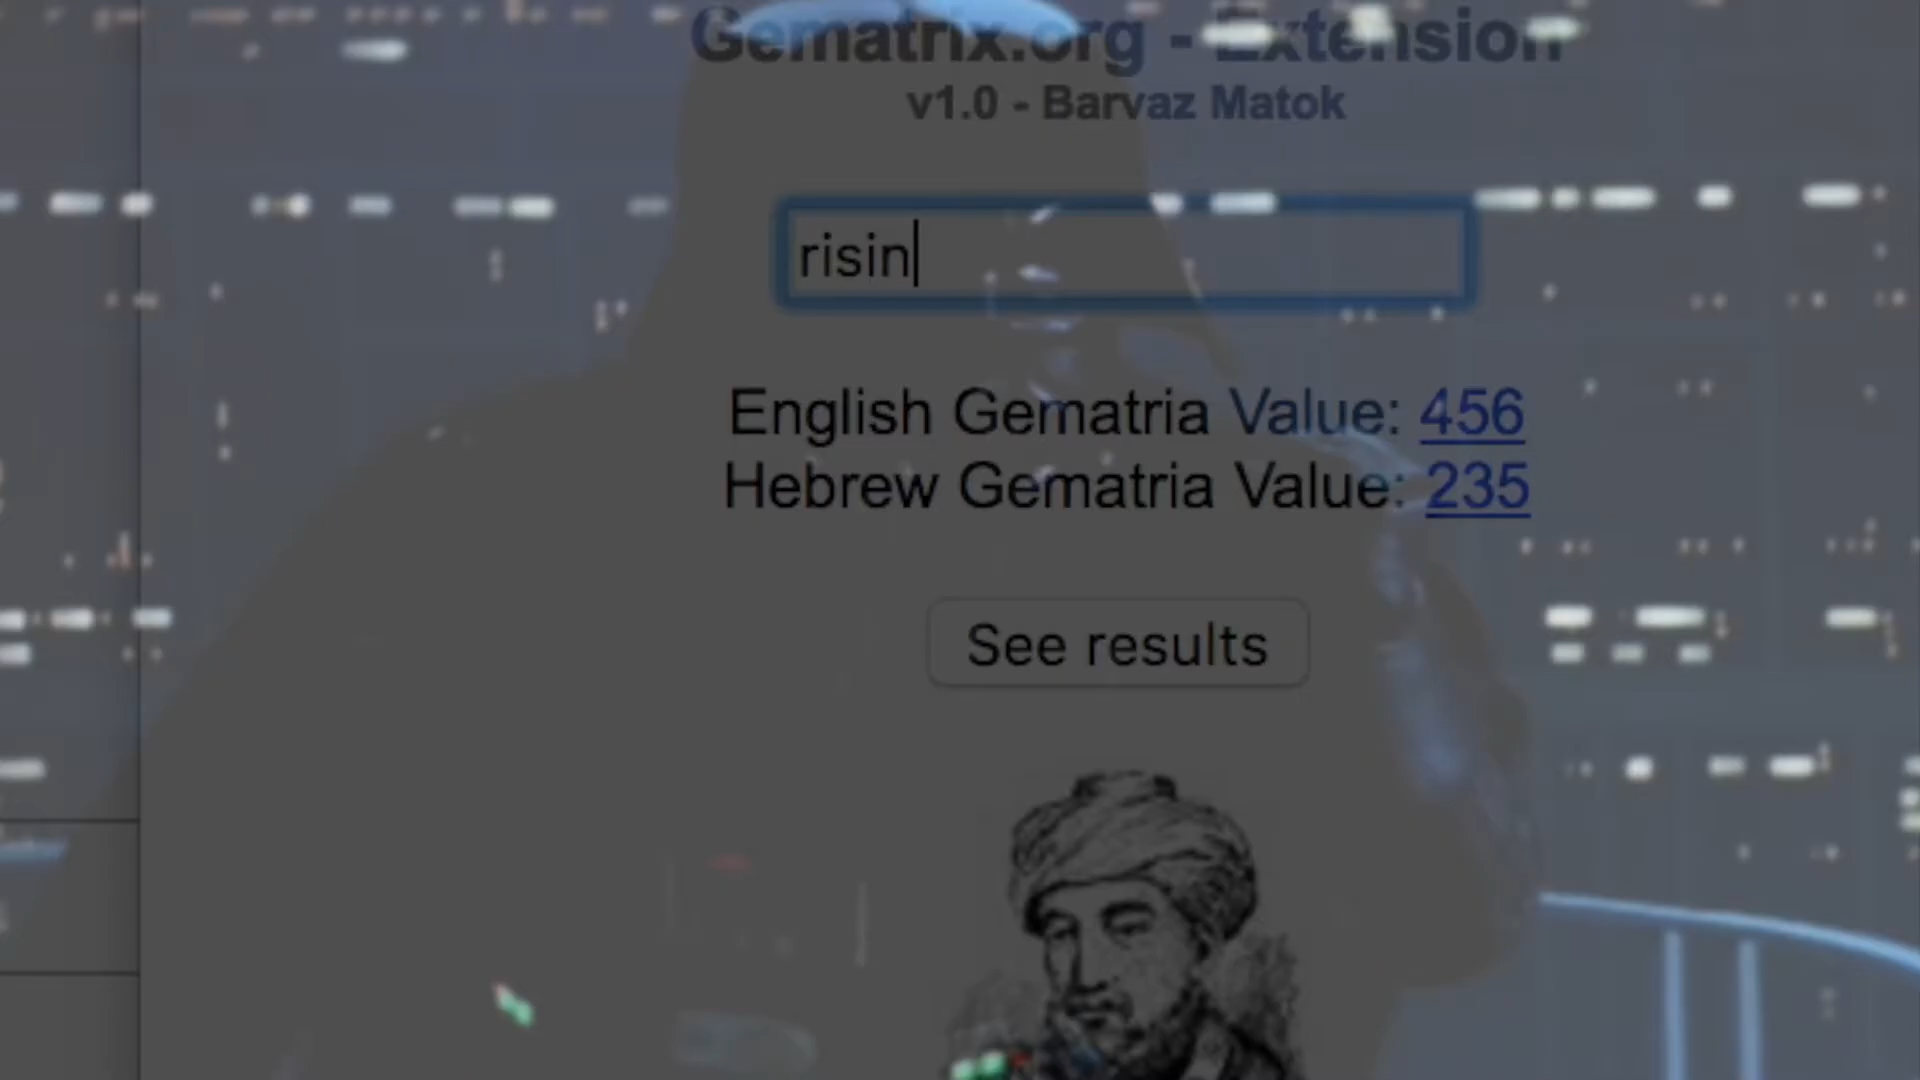 Gematrix.org - Extension
v1.0 - Barvaz Matok
risin
English Gematria Value: 456
Hebrew Gematria Value: 235
See results